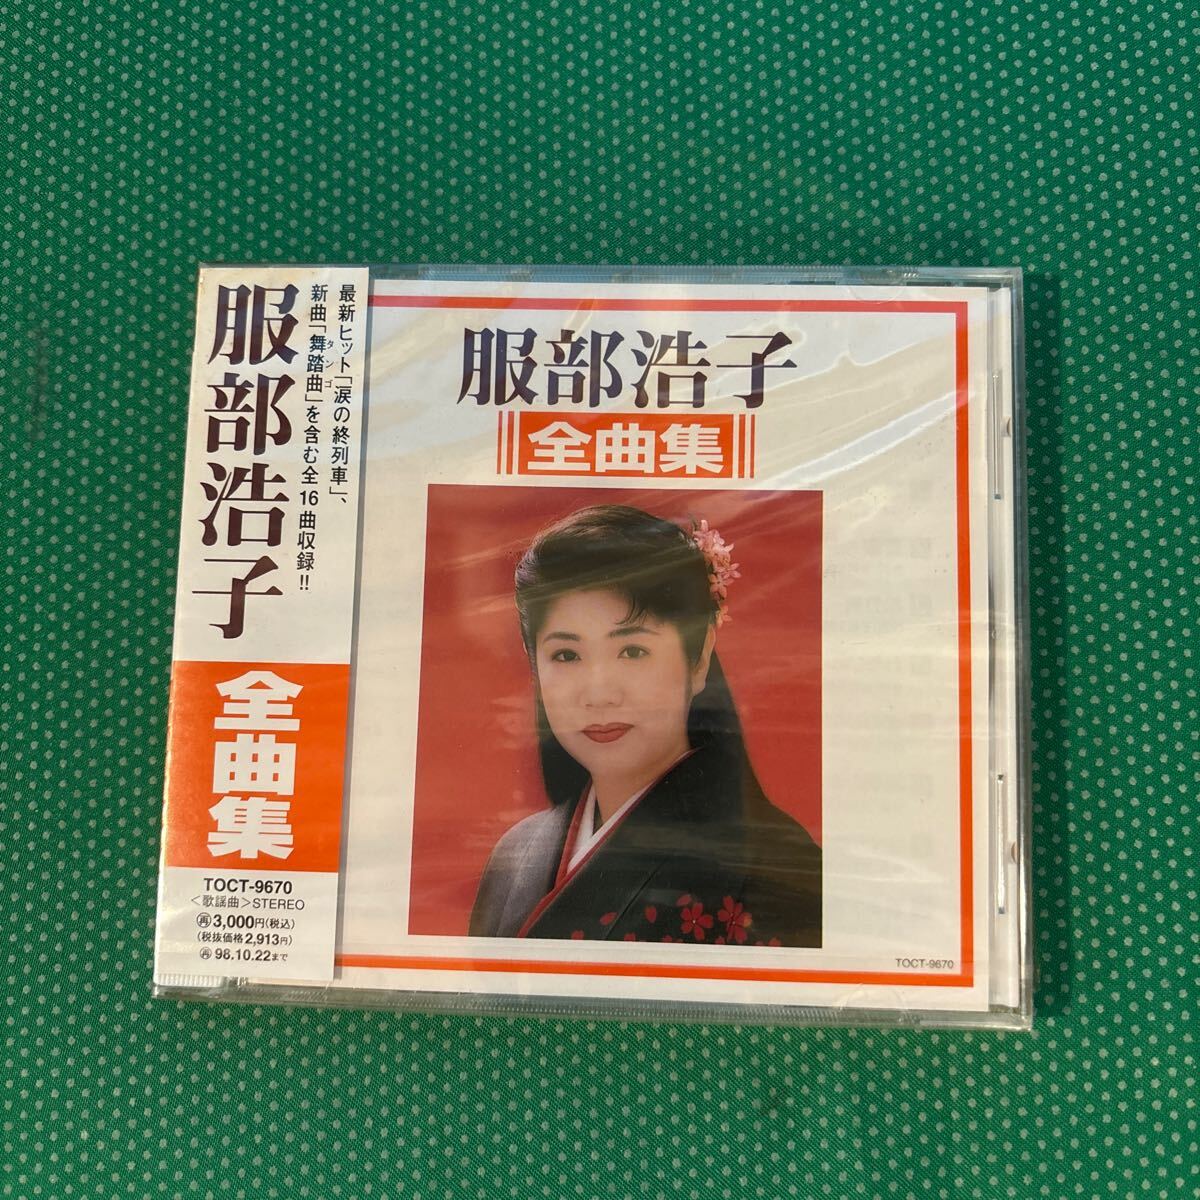 最新ヒット「涙の終列車」、
新曲「舞踏曲」を含む全16曲収録!!
タンゴ
服部浩子
全曲集
TOCT-9670
<歌謡曲>STEREO
再3,000円(税込)
(税抜価格2,913円)
再98.10.22まで
服部浩子
全曲集
TOCT-9670